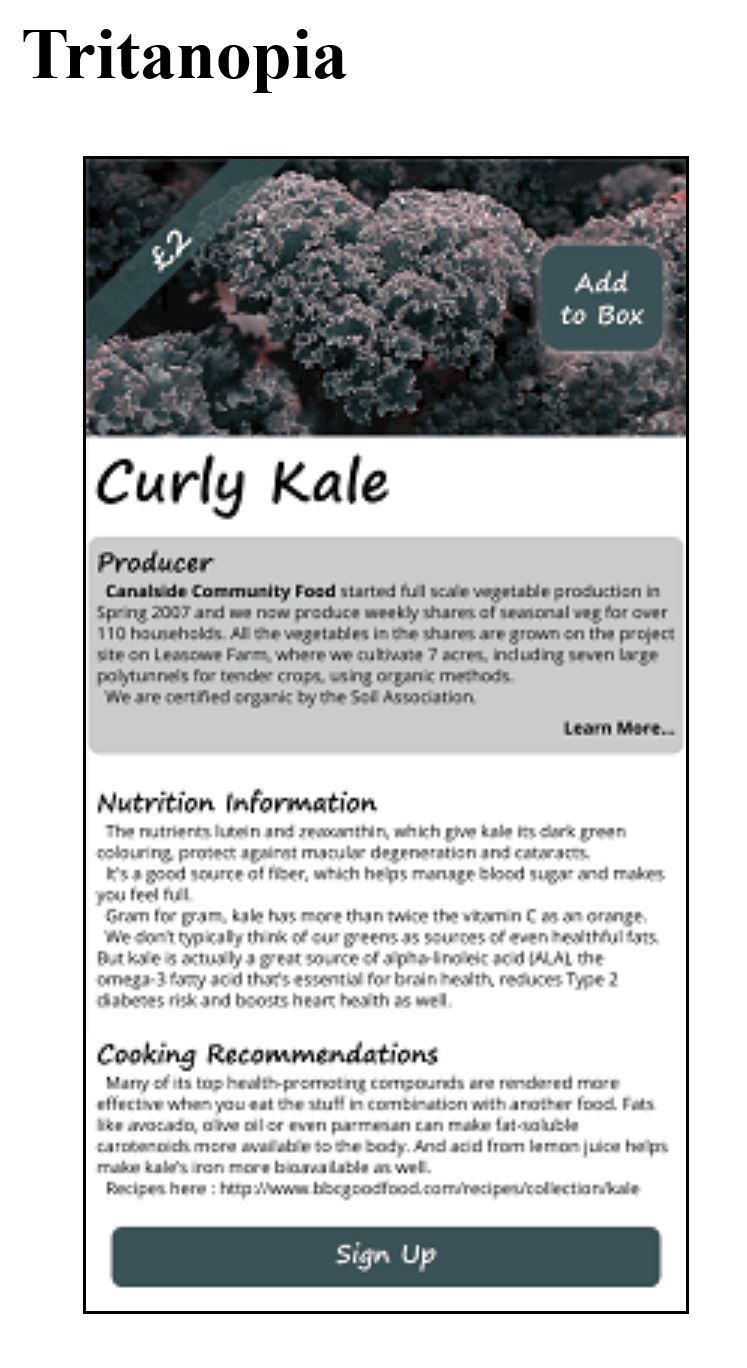 Tritanopia
£2
Add
to Box
Curly Kale
Producer
Canalside Community Food started full scale vegetable production in
Spring 2007 and we now produce weekly shares of seasonal veg for over
110 households. All the vegetables in the shares are grown on the project
site on Leasowe Farm, where we cultivate 7 acres, including seven large
polytunnels for tender crops, using organic methods.
We are certified organic by the Soil Association.
Learn More...
Nutrition Information
The nutrients lutein and zeaxanthin, which give kale its dark green
colouring, protect against macular degeneration and cataracts.
It's a good source of fiber, which helps manage blood sugar and makes
you feel full.
Gram for gram, kale has more than twice the vitamin C as an orange.
We don't typically think of our greens as sources of even healthful fats.
But kale is actually a great source of alpha-linoleic acid (ALA), the
omega-3 fatty acid that's essential for brain health, reduces Type 2
diabetes risk and boosts heart health as well.
Cooking Recommendations
Many of its top health-promoting compounds are rendered more
effective when you eat the stuff in combination with another food. Fats
like avocado, olive oil or even parmesan can make fat-soluble
carotenoids more available to the body. And acid from lemon juice helps
make kale's iron more bioavailable as well.
Recipes here : http://www.bbcgoodfood.com/recipes/collection/kale
Sign Up